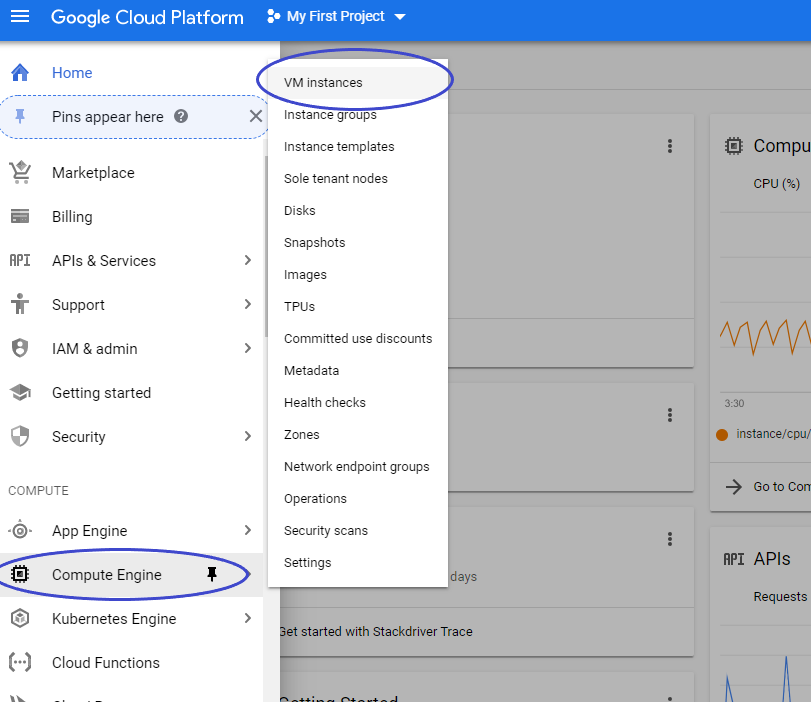 Google Cloud Platform
My First Project
Home
Pins appear here
Marketplace
Billing
API APIs & Services
Support
IAM & admin
Getting started
Security
COMPUTE
App Engine
Compute Engine
Kubernetes Engine
Cloud Functions
VM instances
Instance groups
Instance templates
Sole tenant nodes
Disks
Snapshots
Images
TPUs
Committed use discounts
Metadata
Health checks
Zones
Network endpoint groups
Operations
Security scans
Settings
days
Get started with Stackdriver Trace
Getting Started
Compu
CPU (%)
3:30
instance/cpu/
Go to Com
API APIs
Requests